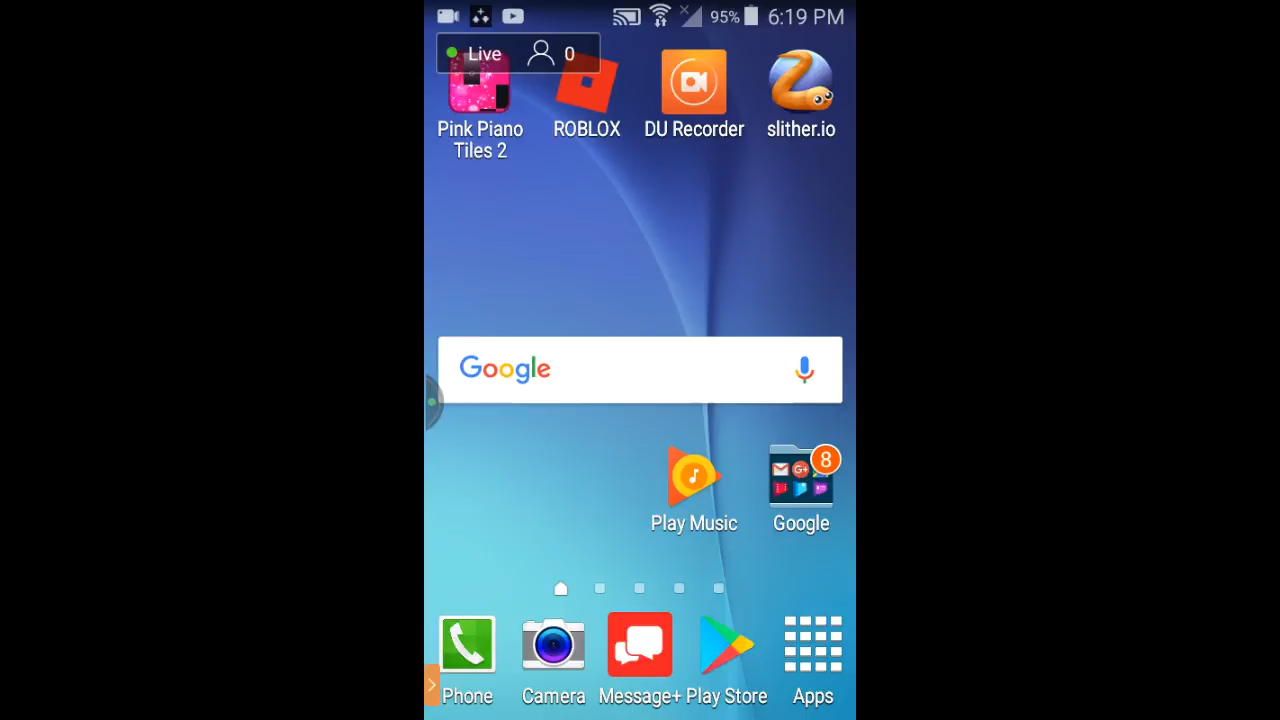 95% 6:19 PM
Live 0
Pink Piano Tiles 2
ROBLOX
DU Recorder
slither.io
Google
8
Play Music
Google
Phone
Camera
Message+
Play Store
Apps